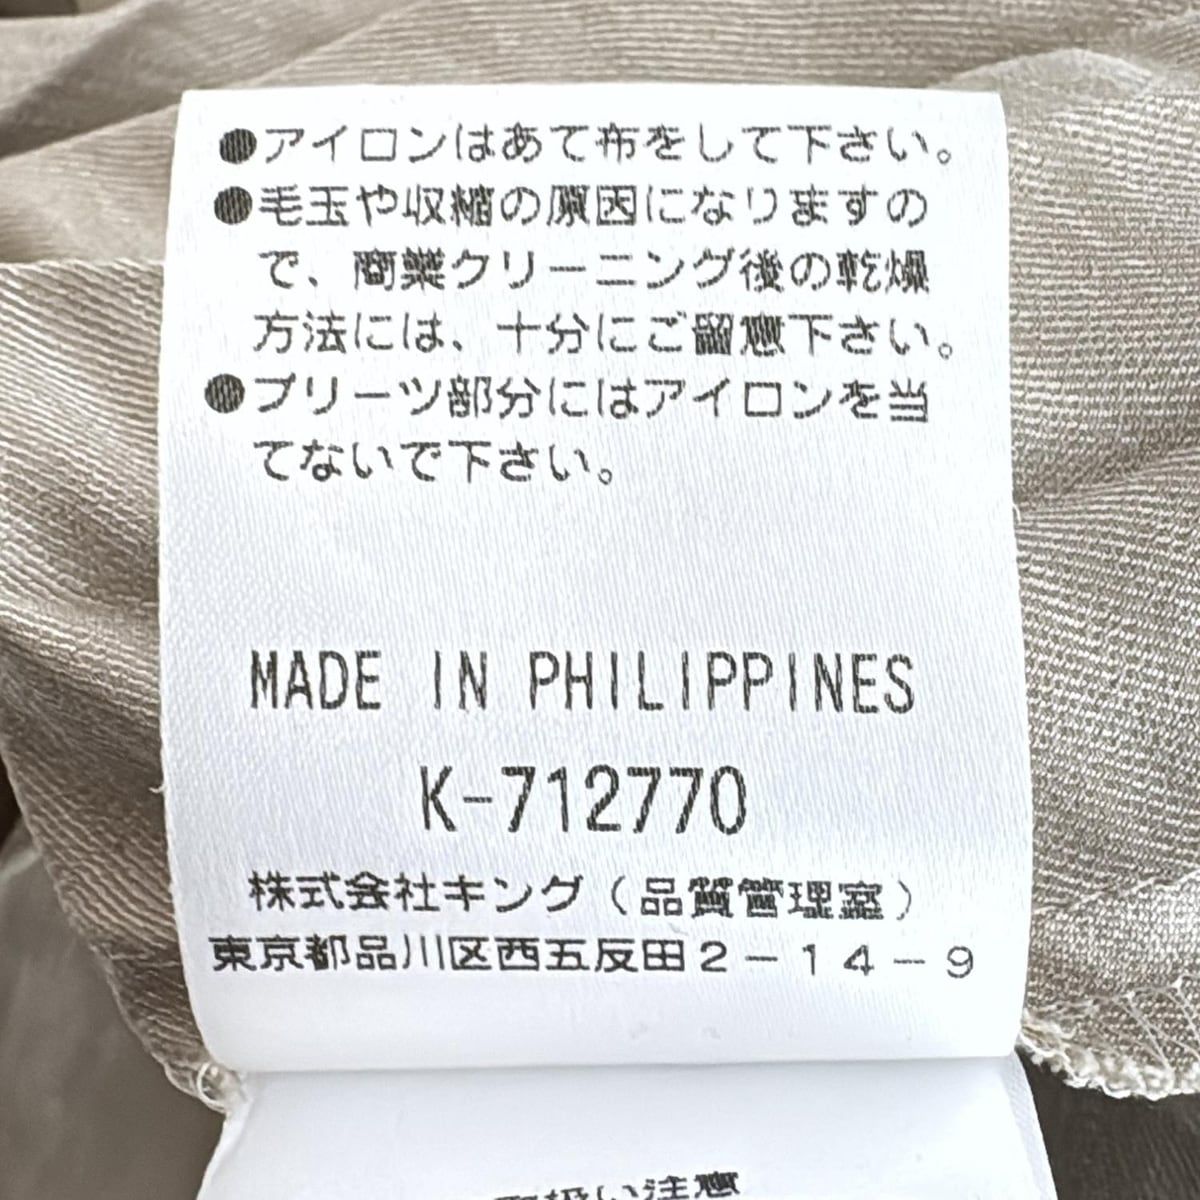 ●アイロンはあて布をして下さい。
●毛玉や収縮の原因になりますの
で、商業クリーニング後の乾燥
方法には、十分にご留意下さい。
●プリーツ部分にはアイロンを当
てないで下さい。
MADE IN PHILIPPINES
K-712770
株式会社キング(品質管理室)
東京都品川区西五反田2-14-9
取扱い注意